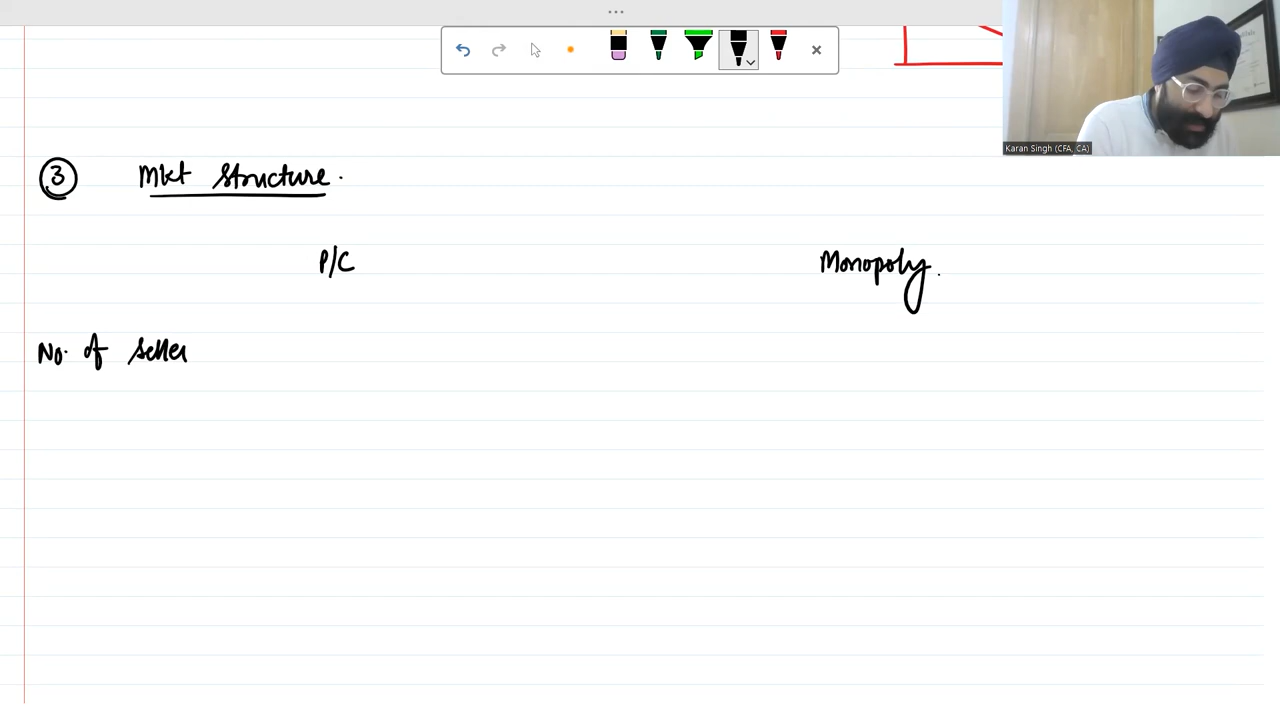 Karan Singh (CFA, CA)
3 Mkt Structure.
P/C Monopoly.
No. of Seller